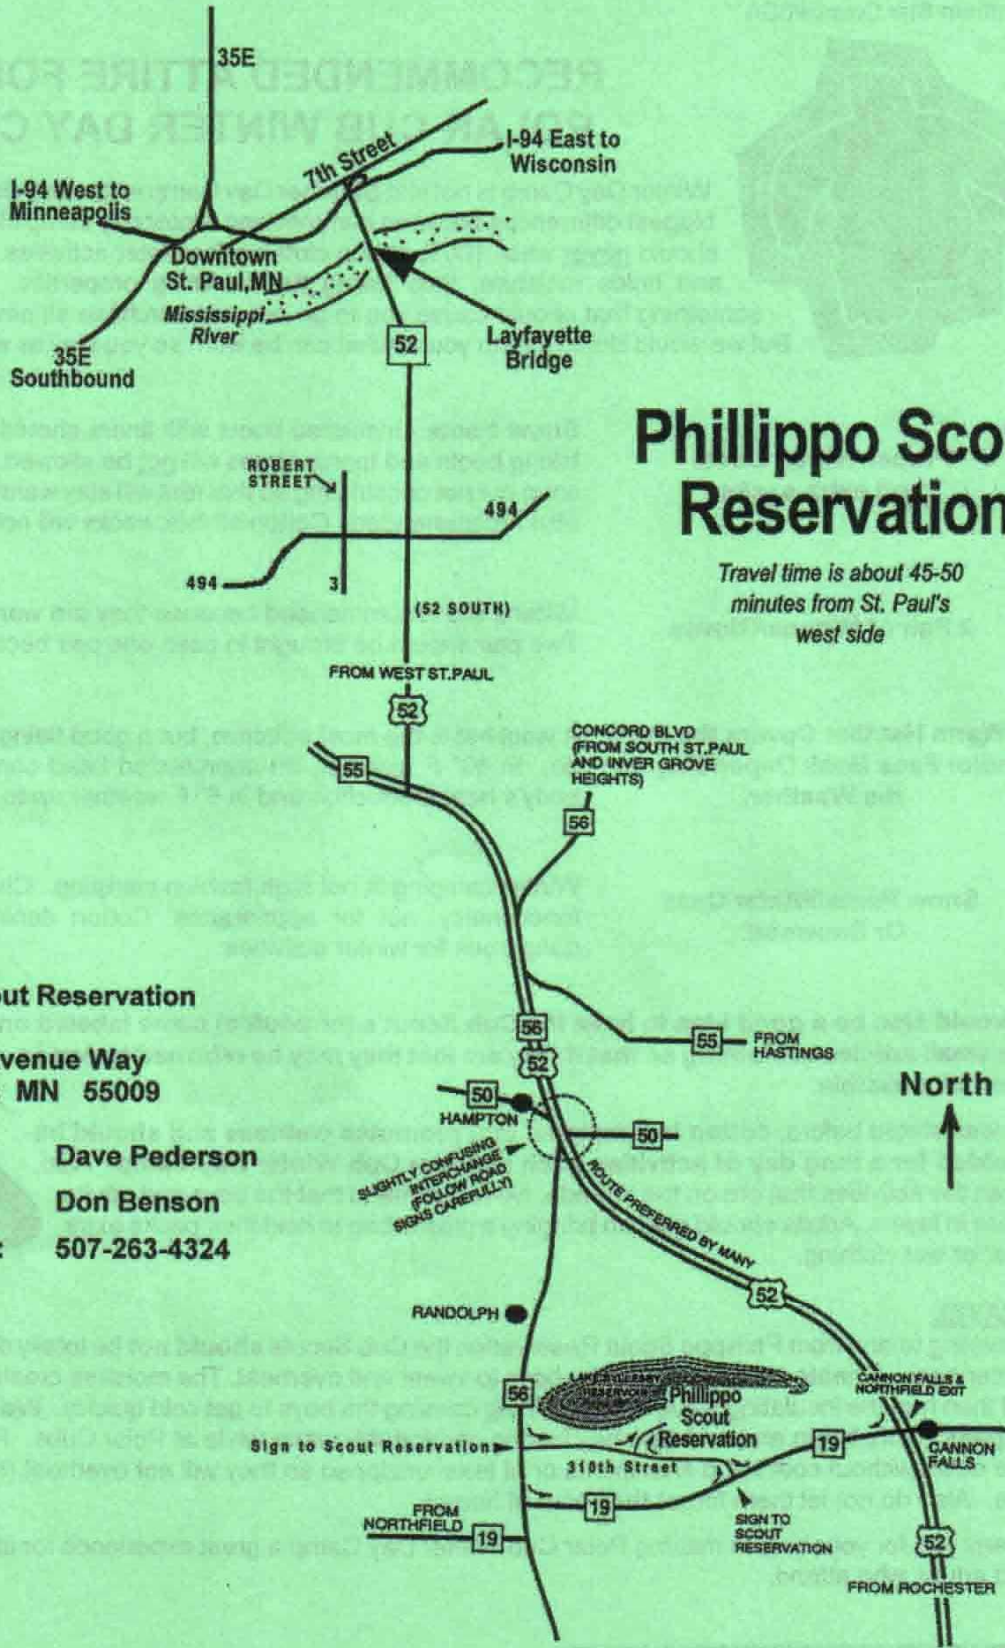 35E
7th Street
I-94 East to
Wisconsin
I-94 West to
Minneapolis
Downtown
St. Paul,MN
Mississippi
River
35E
Southbound
52
Layfayette
Bridge
Phillippo Sco
Reservation
Travel time is about 45-50
minutes from St. Paul's
west side
ROBERT
STREET
494
494
3
(52 SOUTH)
FROM WEST ST.PAUL
52
55
CONCORD BLVD
(FROM SOUTH ST.PAUL
AND INVER GROVE
HEIGHTS)
56
out Reservation
venue Way
MN 55009
Dave Pederson
Don Benson
507-263-4324
56
52
55
FROM
HASTINGS
North
50
HAMPTON
50
SLIGHTLY CONFUSING
INTERCHANGE
(FOLLOW ROAD
SIGNS CAREFULLY)
ROUTE PREFERRED BY MANY
52
RANDOLPH
56
Phillippo
Scout
Reservation
CANNON FALLS &
NORTHFIELD EXIT
CANNON
FALLS
19
Sign to Scout Reservation
310th Street
19
SIGN TO
SCOUT
RESERVATION
FROM
NORTHFIELD
19
52
FROM ROCHESTER